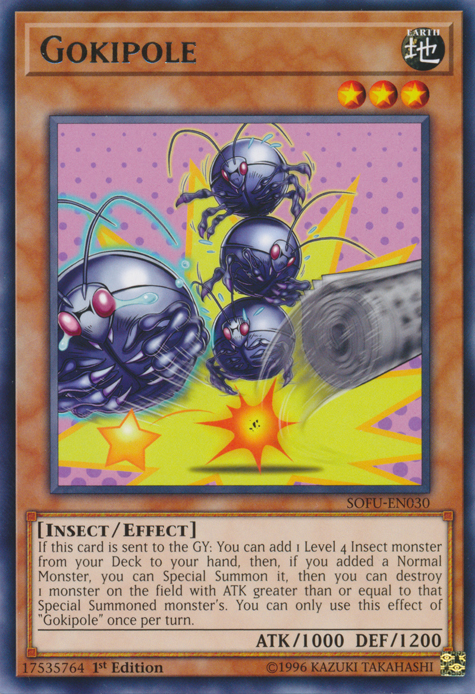 GOKIPOLE
EARTH
地
SOFU-EN030
[INSECT/EFFECT]
If this card is sent to the GY: You can add 1 Level 4 Insect monster
from your Deck to your hand, then, if you added a Normal
Monster, you can Special Summon it, then you can destroy
1 monster on the field with ATK greater than or equal to that
Special Summoned monster's. You can only use this effect of
"Gokipole" once per turn.
ATK/1000 DEF/1200
17535764 1st Edition ©1996 KAZUKI TAKAHASHI